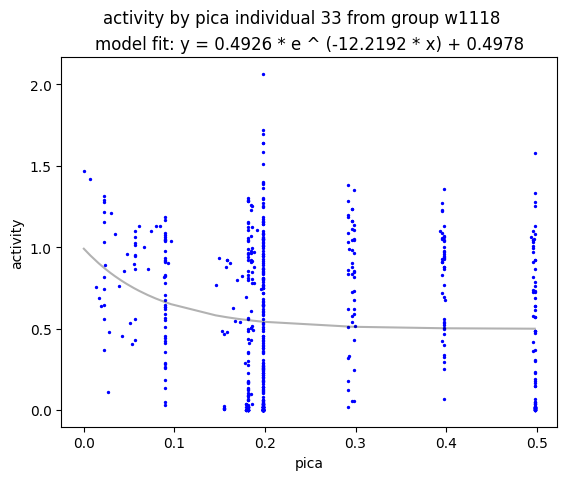 activity by pica individual 33 from group w1118
model fit: y = 0.4926 * e ^ (-12.2192 * x) + 0.4978
2.0
1.5
1.0
0.5
0.0
activity
0.0 0.1 0.2 0.3 0.4 0.5
pica